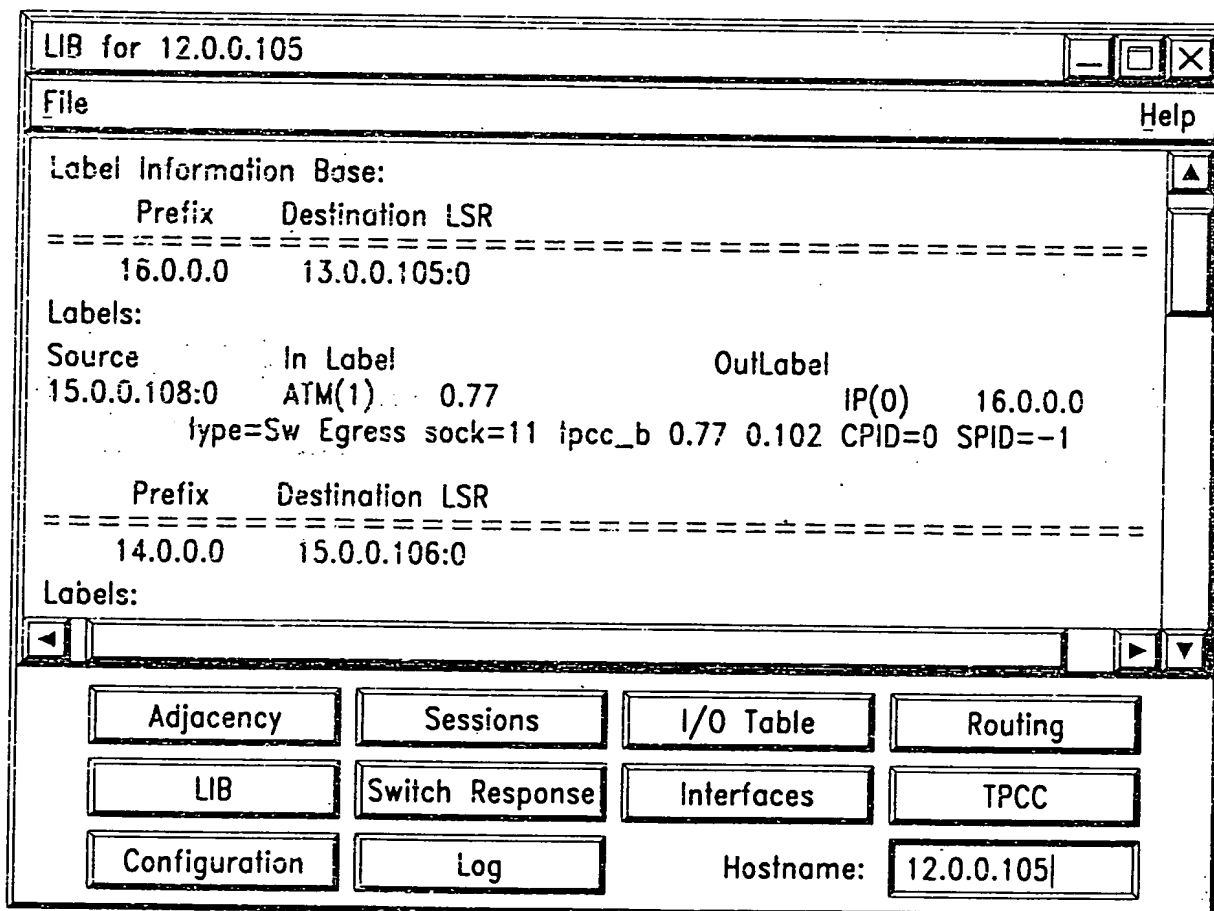 LIB for 12.0.0.105
File Help
Label Information Base:
Prefix Destination LSR
================================
16.0.0.0 13.0.0.105:0
Labels:
Source In Label OutLabel
15.0.0.108:0 ATM(1) 0.77 IP(0) 16.0.0.0
type=Sw Egress sock=11 tpcc_b 0.77 0.102 CPID=0 SPID=-1
Prefix Destination LSR
================================
14.0.0.0 15.0.0.106:0
Labels:
Adjacency Sessions I/O Table Routing
LIB Switch Response Interfaces TPCC
Configuration Log Hostname: 12.0.0.105